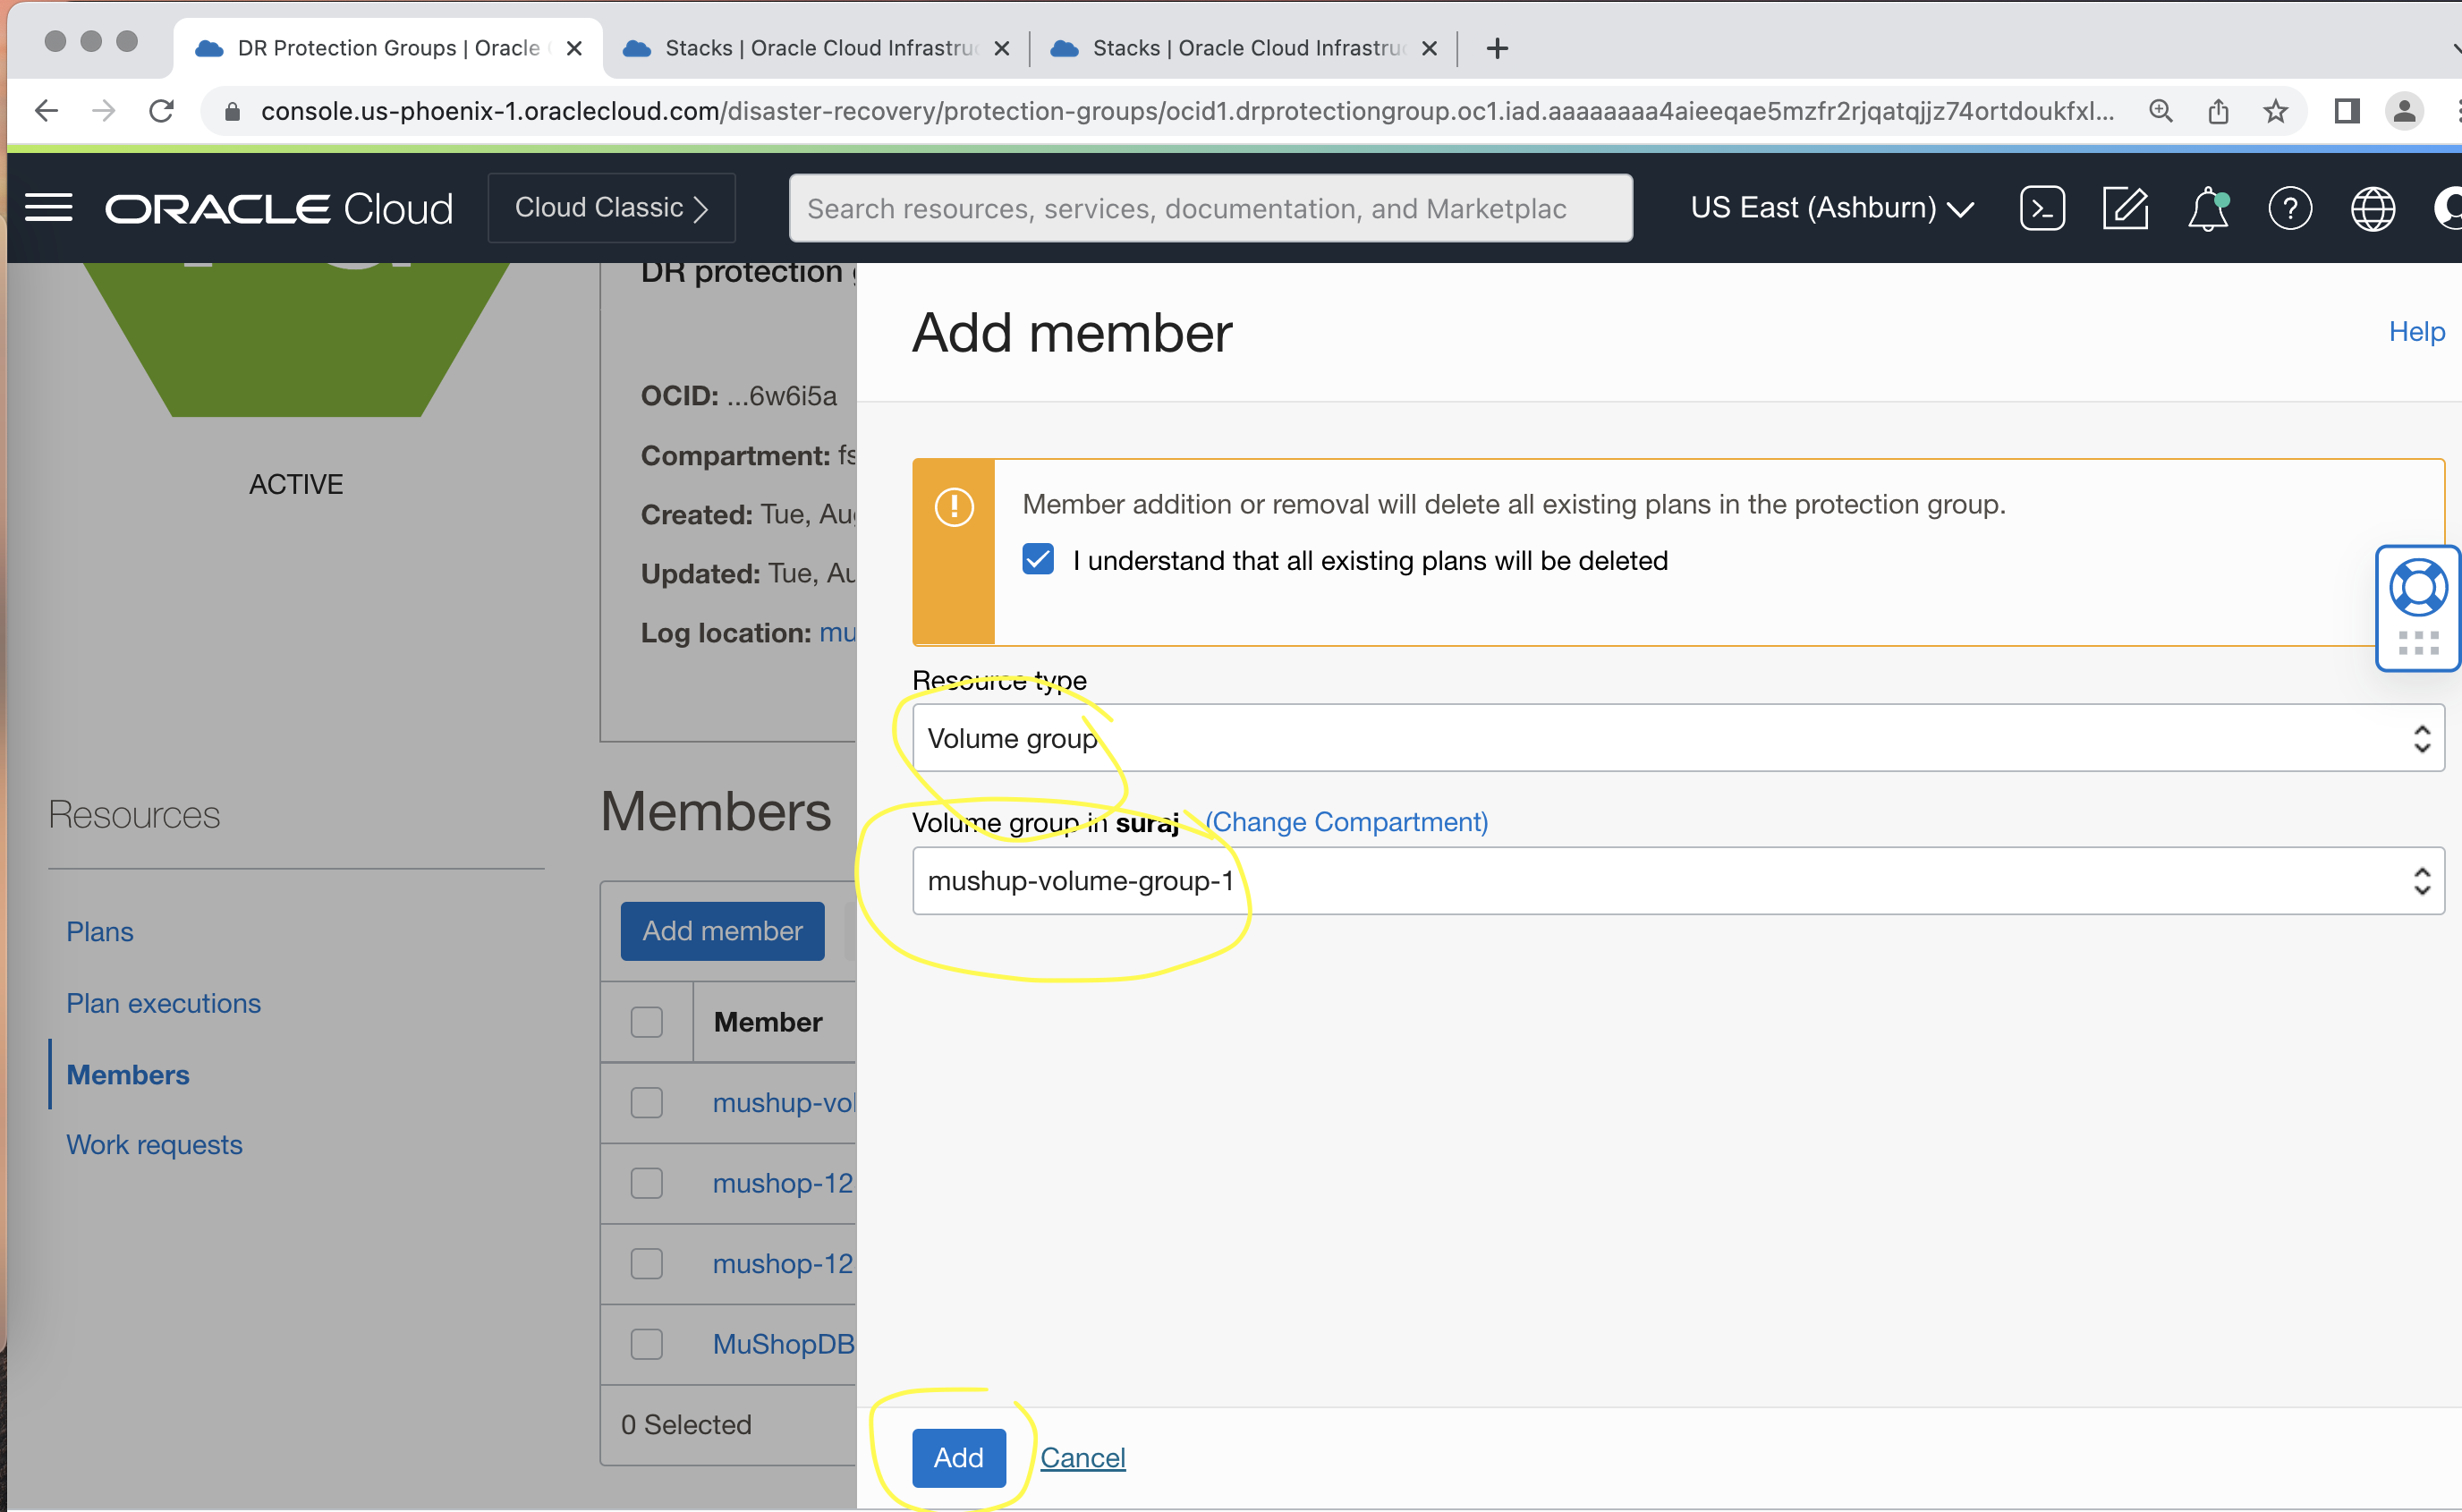 DR Protection Groups | Oracle
Stacks | Oracle Cloud Infrastru
Stacks | Oracle Cloud Infrastru
console.us-phoenix-1.oraclecloud.com/disaster-recovery/protection-groups/ocid1.drprotectiongroup.oc1.iad.aaaaaaaa4aieeqae5mzfr2rjqatqjjz74ortdoukfxl...
ORACLE Cloud
Cloud Classic
Search resources, services, documentation, and Marketplac
US East (Ashburn)
ACTIVE
Resources
Plans
Plan executions
Members
Work requests
DR protection
OCID: ...6w6i5a
Compartment: fs
Created: Tue, Au
Updated: Tue, Au
Log location: mu
Members
Add member
Member
mushup-vol
mushop-12
mushop-12
MuShopDB
0 Selected
Add member
Help
Member addition or removal will delete all existing plans in the protection group.
I understand that all existing plans will be deleted
Resource type
Volume group
Volume group in suraj (Change Compartment)
mushup-volume-group-1
Add
Cancel